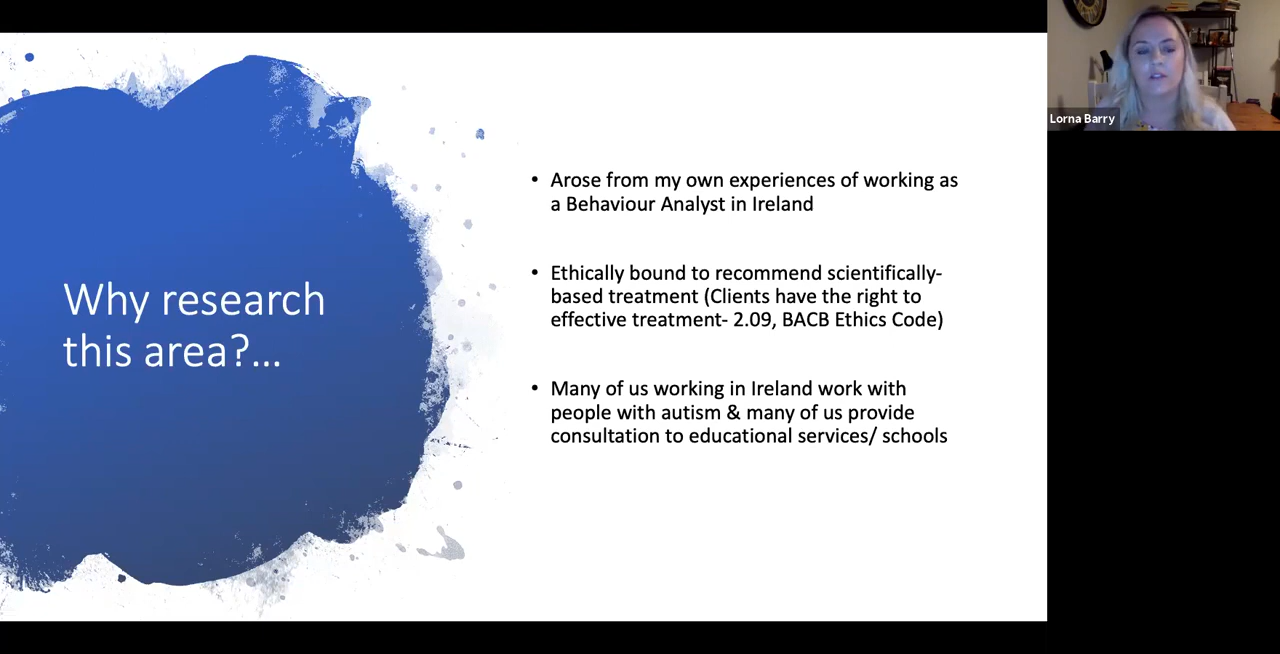 Why research
this area?...
• Arose from my own experiences of working as
a Behaviour Analyst in Ireland
• Ethically bound to recommend scientifically-
based treatment (Clients have the right to
effective treatment- 2.09, BACB Ethics Code)
• Many of us working in Ireland work with
people with autism & many of us provide
consultation to educational services/ schools
Lorna Barry